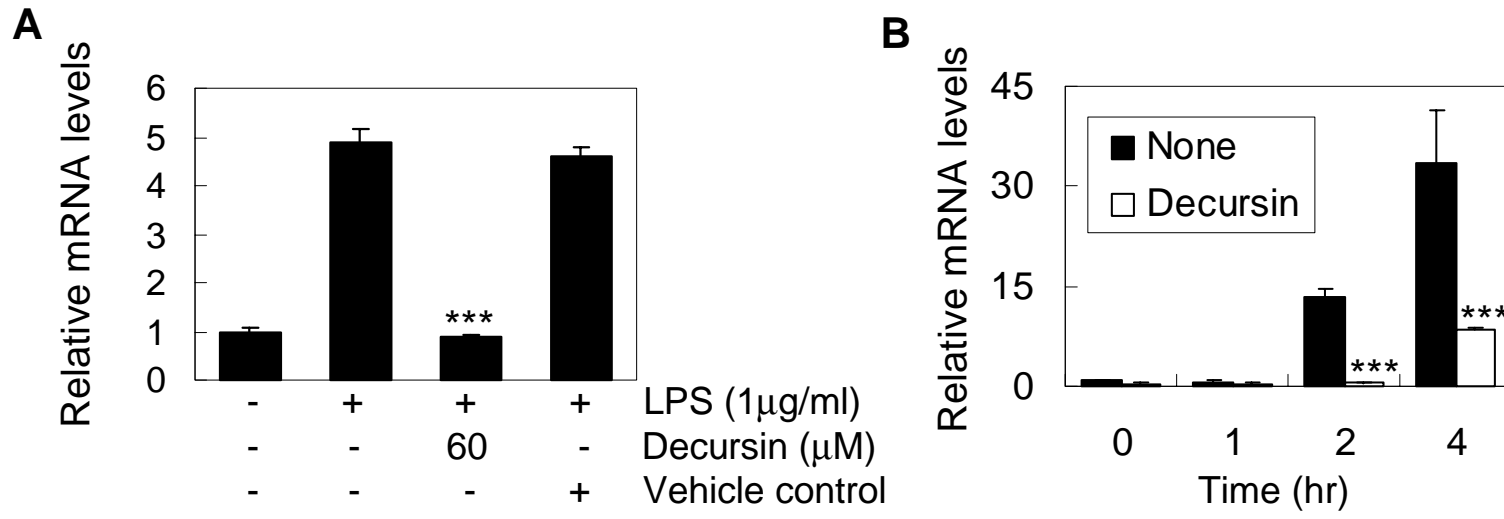 A
Relative mRNA levels
6
5
4
3
2
1
0
***
- + + + LPS (1μg/ml)
- - 60 - Decursin (μM)
- - - + Vehicle control
B
Relative mRNA levels
45
30
15
0
None
Decursin
***
***
0 1 2 4
Time (hr)